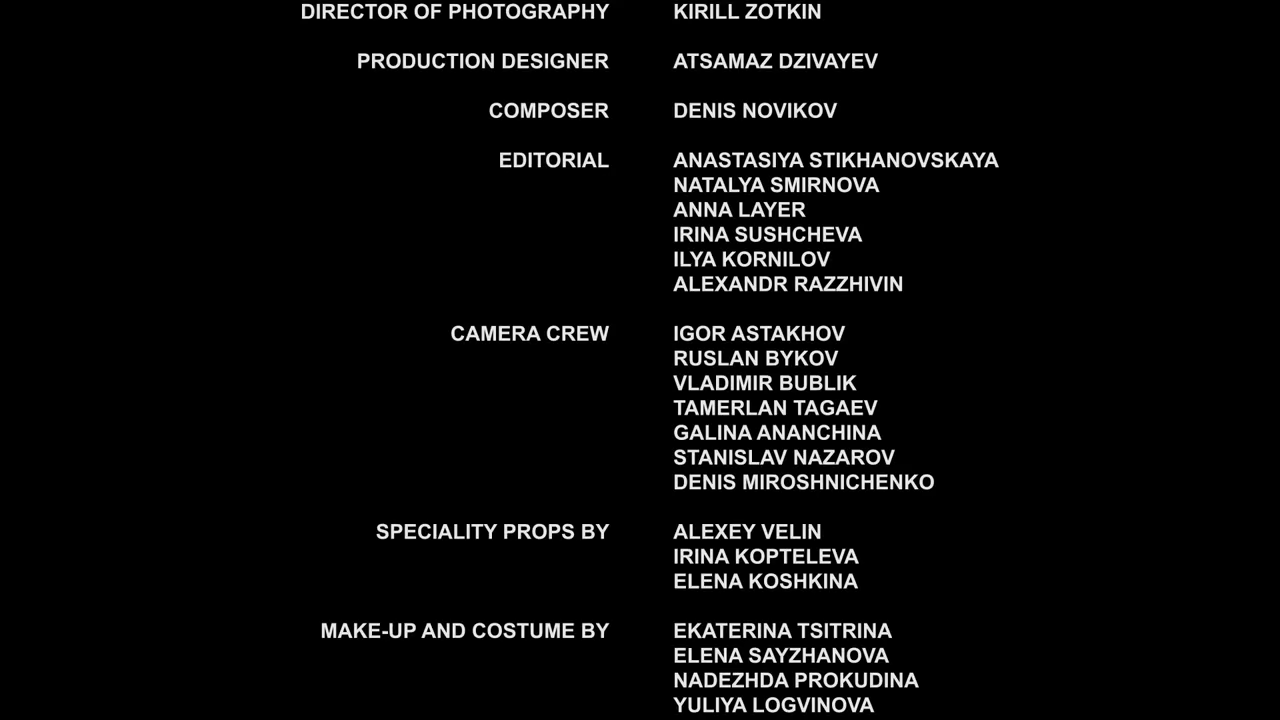 DIRECTOR OF PHOTOGRAPHY KIRILL ZOTKIN
PRODUCTION DESIGNER ATSAMAZ DZIVAYEV
COMPOSER DENIS NOVIKOV
EDITORIAL ANASTASIYA STIKHANOVSKAYA
NATALYA SMIRNOVA
ANNA LAYER
IRINA SUSHCHEVA
ILYA KORNILOV
ALEXANDR RAZZHIVIN
CAMERA CREW IGOR ASTAKHOV
RUSLAN BYKOV
VLADIMIR BUBLIK
TAMERLAN TAGAEV
GALINA ANANCHINA
STANISLAV NAZAROV
DENIS MIROSHNICHENKO
SPECIALITY PROPS BY ALEXEY VELIN
IRINA KOPTELEVA
ELENA KOSHKINA
MAKE-UP AND COSTUME BY EKATERINA TSITRINA
ELENA SAYZHANOVA
NADEZHDA PROKUDINA
YULIYA LOGVINOVA